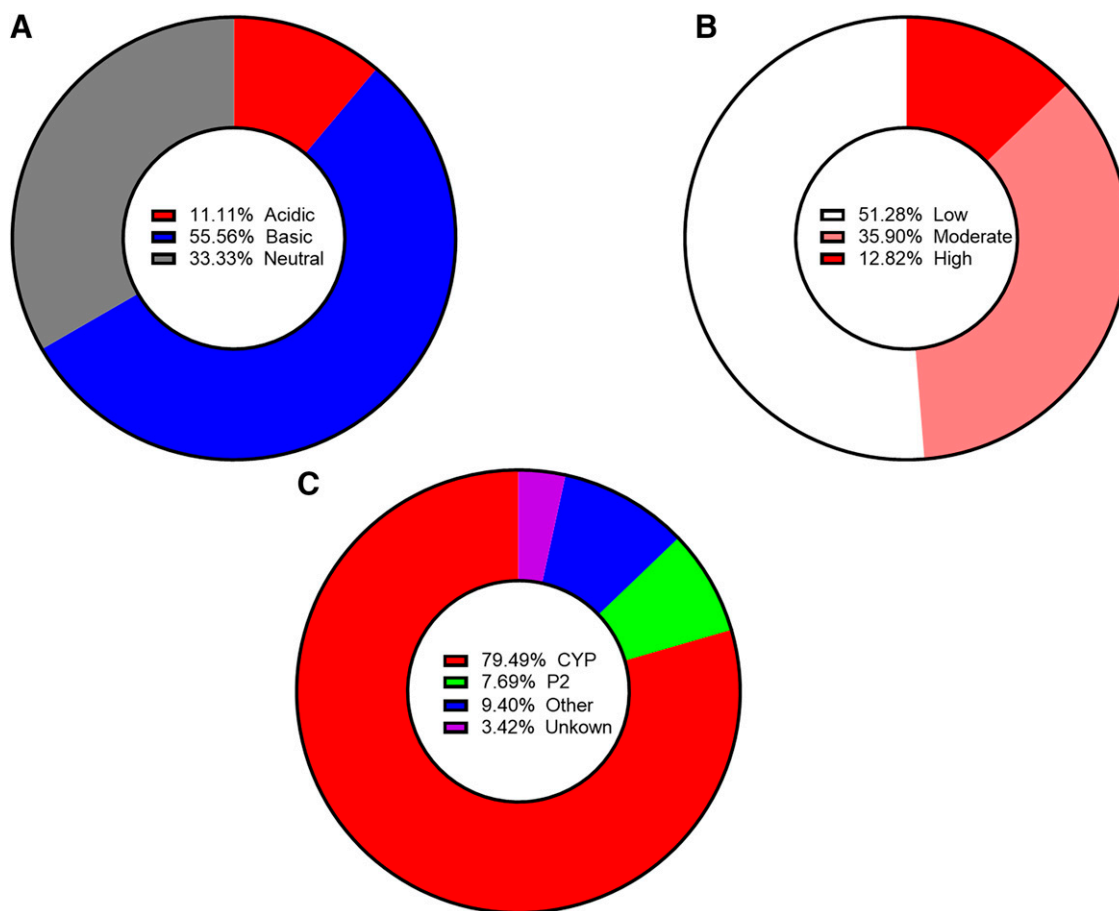 A
11.11% Acidic
55.56% Basic
33.33% Neutral
B
51.28% Low
35.90% Moderate
12.82% High
C
79.49% CYP
7.69% P2
9.40% Other
3.42% Unkown